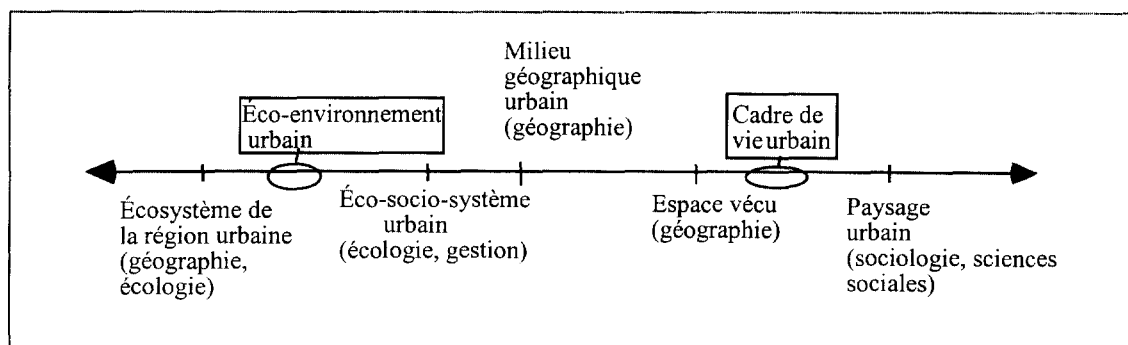 Milieu
géographique
urbain
(géographie)
Éco-environnement
urbain
Cadre de
vie urbain
Écosystème de
la région urbaine
(géographie,
écologie)
Éco-socio-système
urbain
(écologie, gestion)
Espace vécu
(géographie)
Paysage
urbain
(sociologie, sciences
sociales)